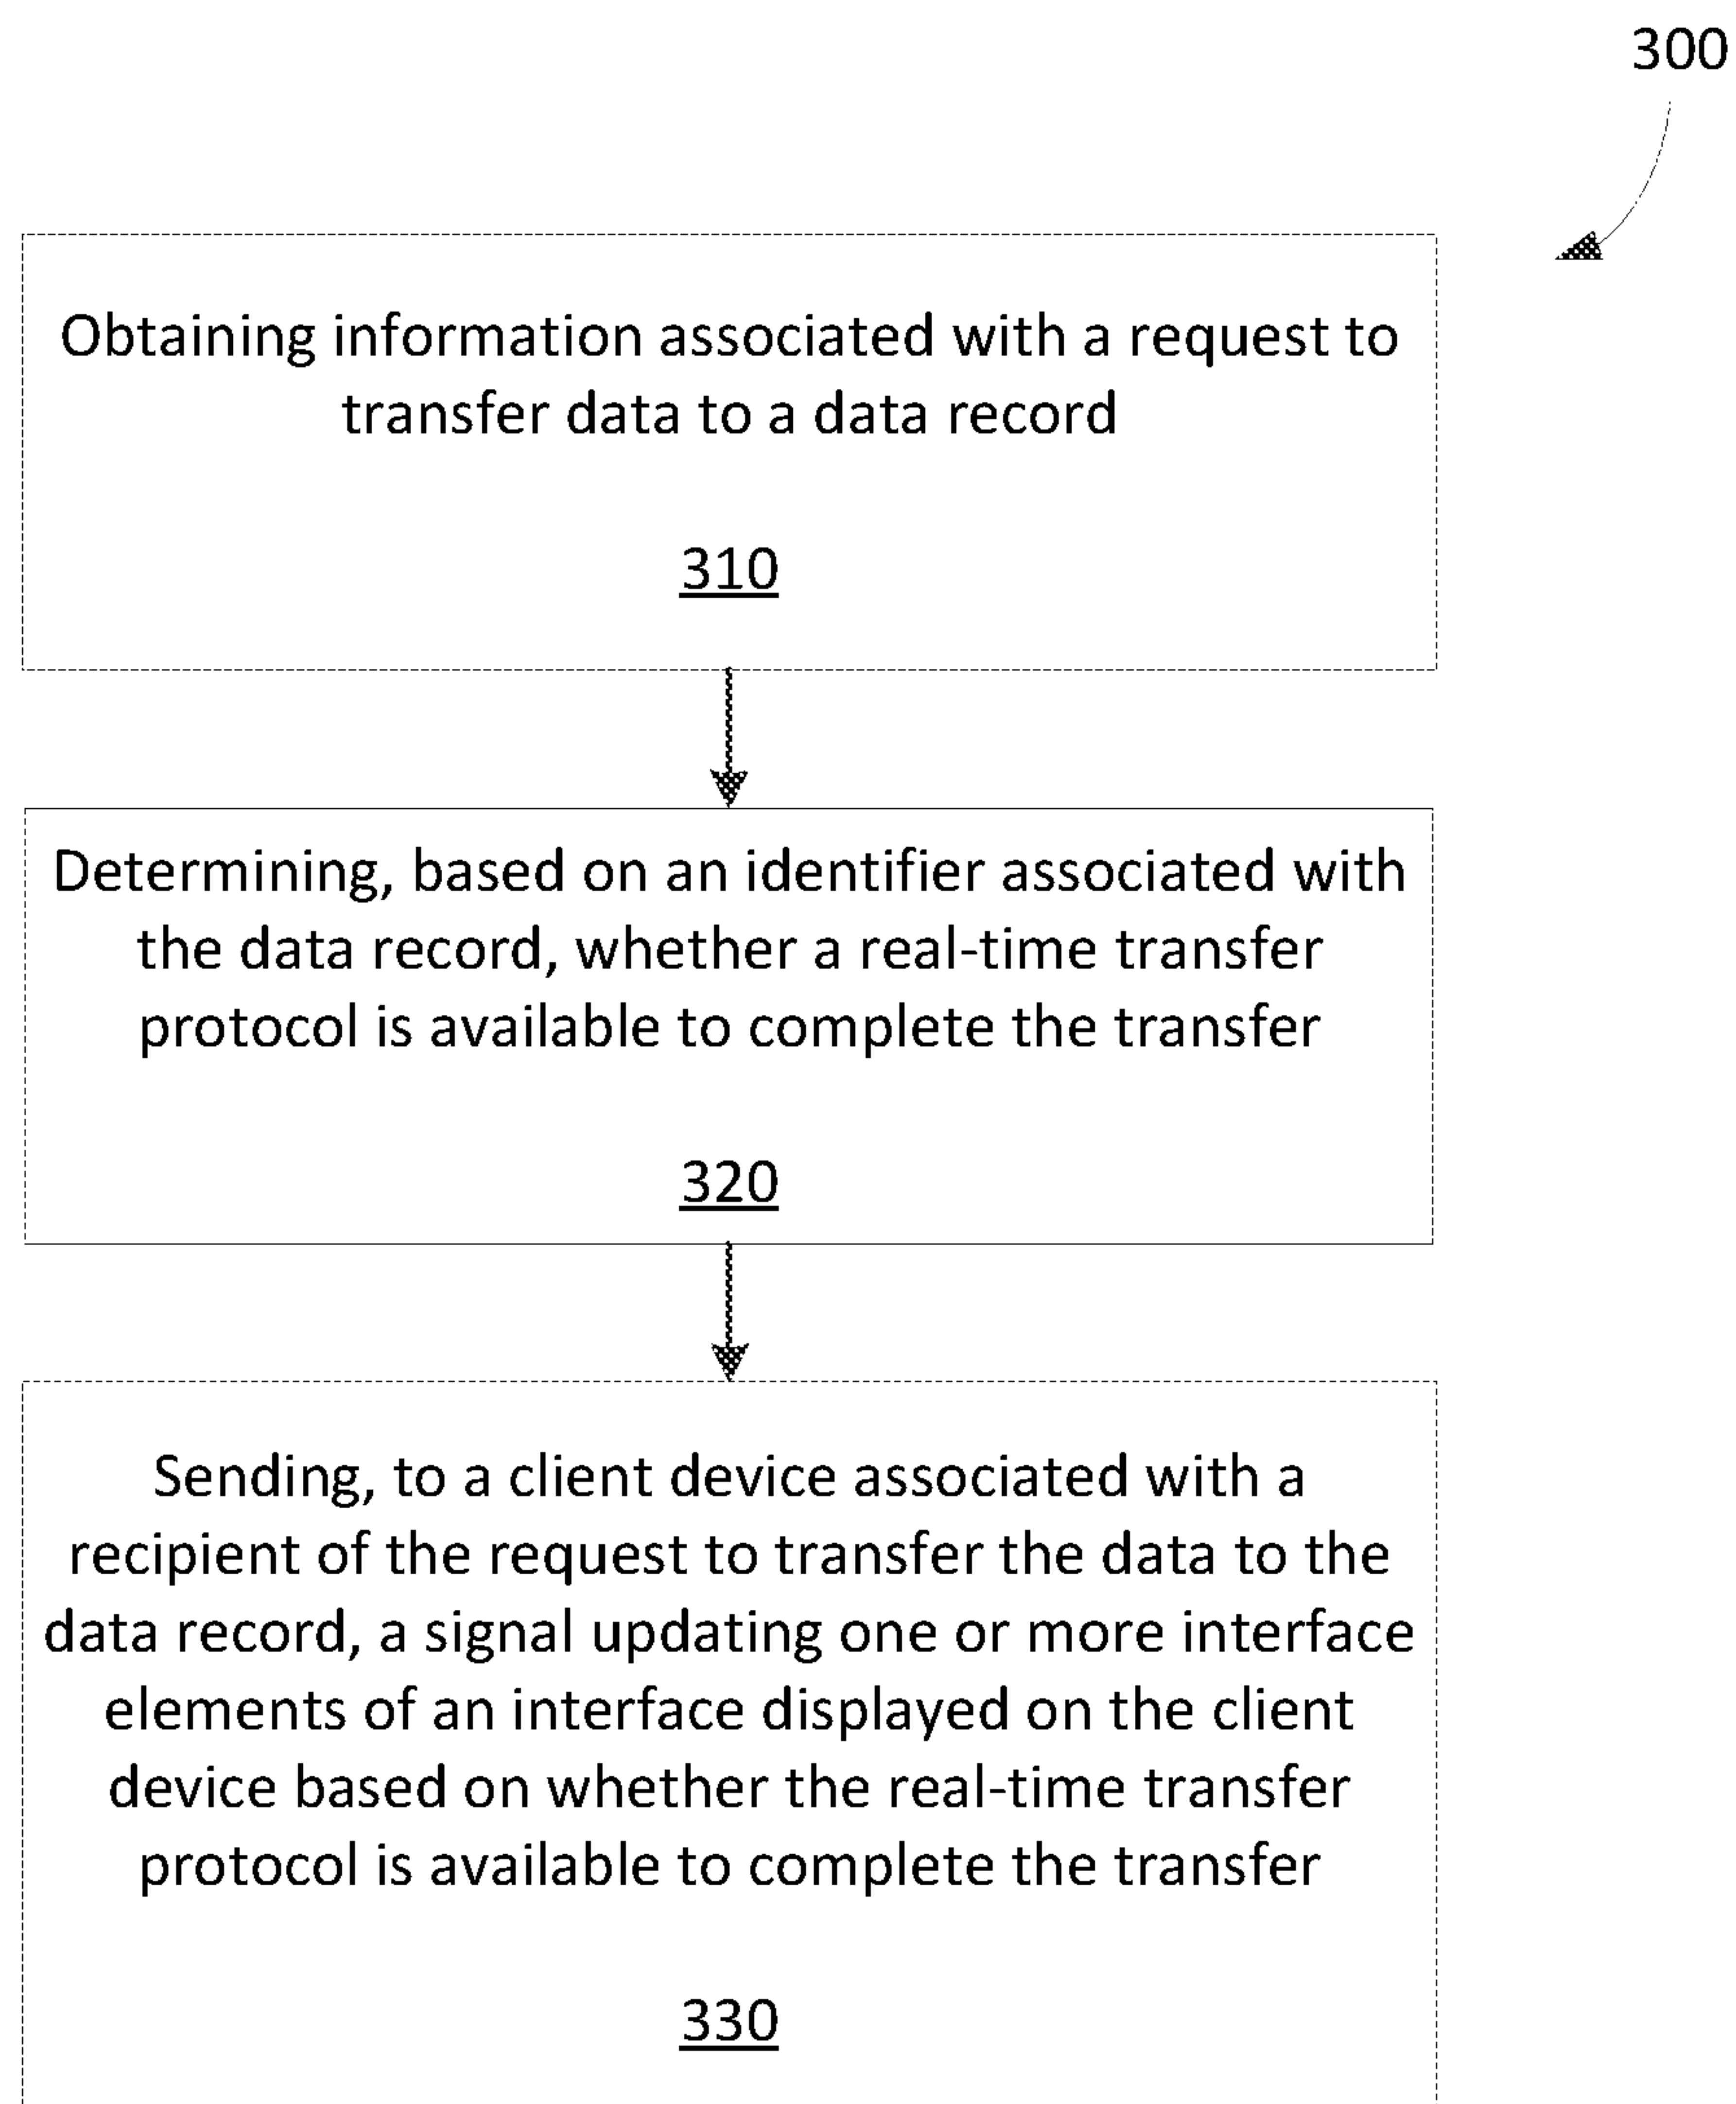 300
Obtaining information associated with a request to
transfer data to a data record
310
Determining, based on an identifier associated with
the data record, whether a real-time transfer
protocol is available to complete the transfer
320
Sending, to a client device associated with a
recipient of the request to transfer the data to the
data record, a signal updating one or more interface
elements of an interface displayed on the client
device based on whether the real-time transfer
protocol is available to complete the transfer
330